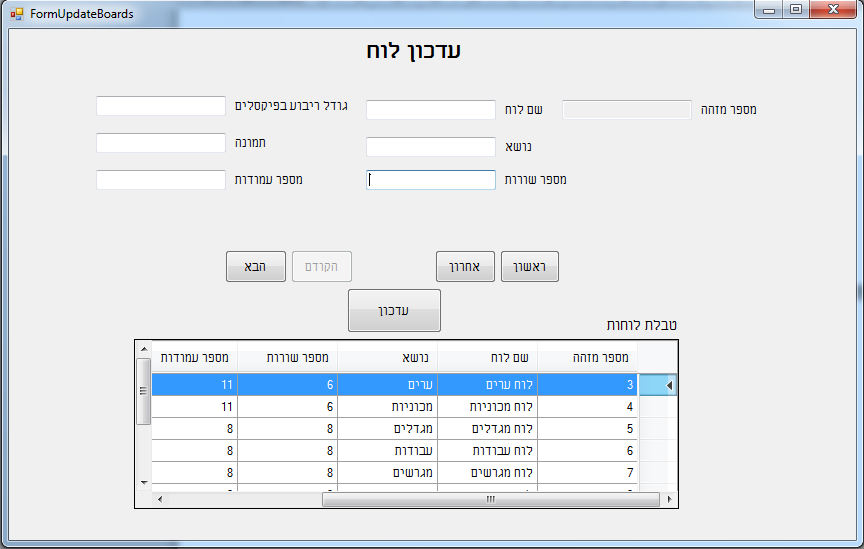 FormUpdateBoards
עדכון לוח
מספר מזהה שם לוח גודל ריבוע בפיקסלים
נושא תמונה
מספר שורות מספר עמודות
ראשון אחרון הקודם הבא
עדכון
טבלת לוחות
מספר מזהה שם לוח נושא מספר שורות מספר עמודות
3 לוח ערים ערים 6 11
4 לוח מכוניות מכוניות 6 11
5 לוח מגדלים מגדלים 8 8
6 לוח עבודות עבודות 8 8
7 לוח מגרשים מגרשים 8 8